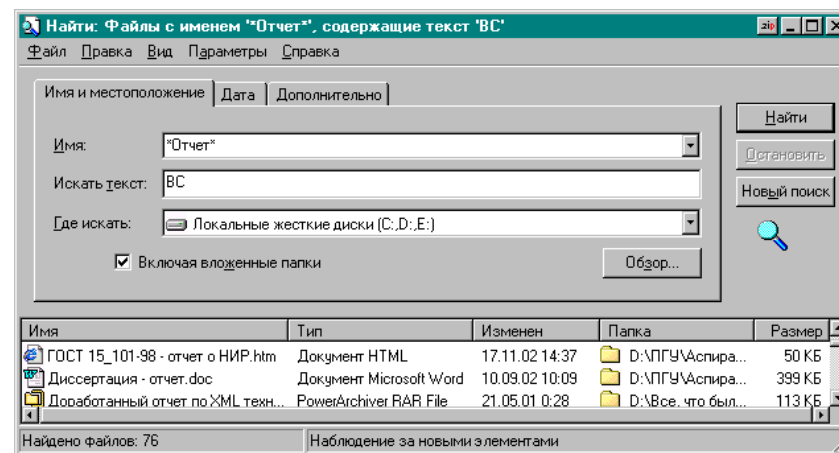 Найти: Файлы с именем '*Отчет*', содержащие текст 'ВС'
zip
Файл Правка Вид Параметры Справка
Имя и местоположение Дата Дополнительно
Найти
Имя: *Отчет*
Остановить
Искать текст: ВС
Новый поиск
Где искать: Локальные жесткие диски (C:,D:,E:)
Включая вложенные папки Обзор...
Имя Тип Изменен Папка Размер
ГОСТ 15_101-98 - отчет о НИР.htm Документ HTML 17.11.02 14:37 D:\ПГУ\Аспира... 50 КБ
Диссертация - отчет.doc Документ Microsoft Word 10.09.02 10:09 D:\ПГУ\Аспира... 399 КБ
Доработанный отчет по XML техн... PowerArchiver RAR File 21.05.01 0:28 D:\Все, что был... 113 КБ
Найдено файлов: 76 Наблюдение за новыми элементами